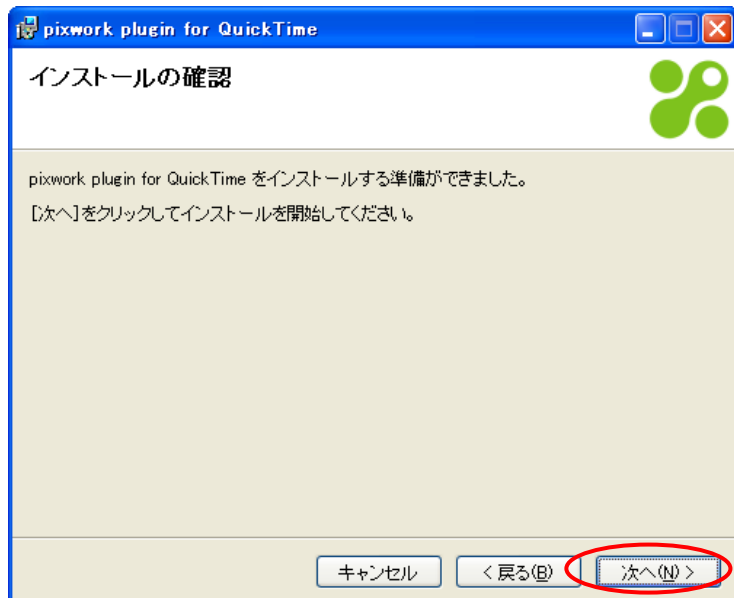 pixwork plugin for QuickTime
インストールの確認
pixwork plugin for QuickTime をインストールする準備ができました。
[次へ]をクリックしてインストールを開始してください。
キャンセル
< 戻る(B)
次へ(N) >